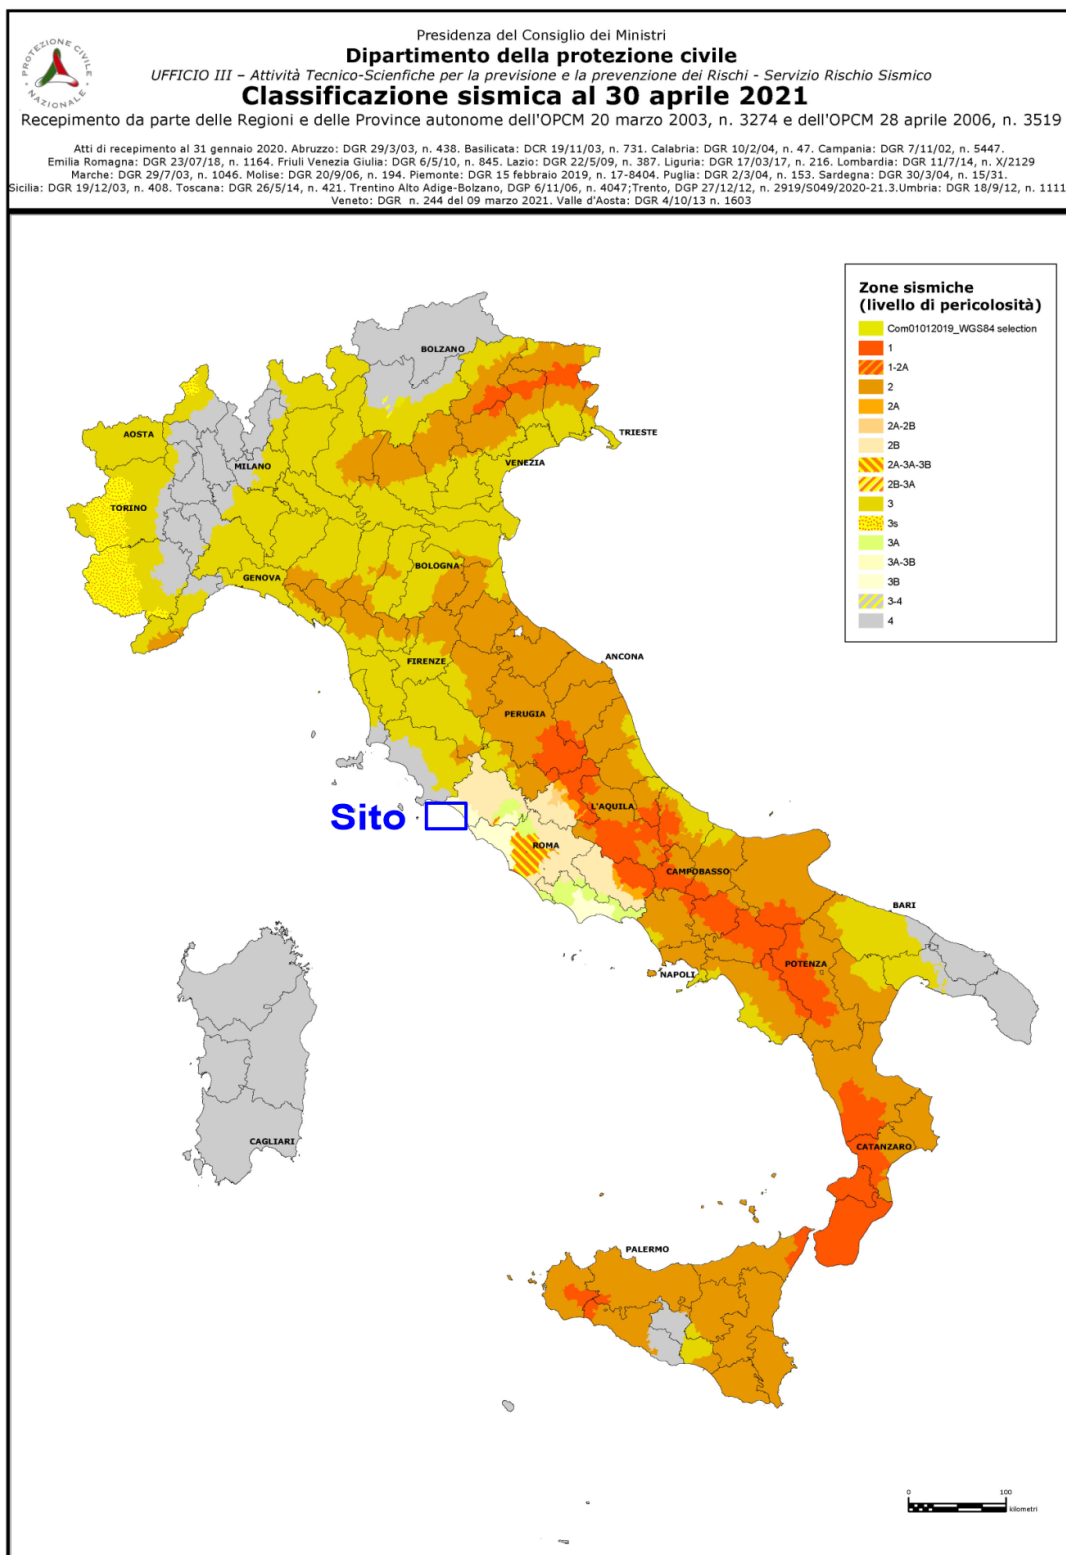 PROTEZIONE CIVILE
NAZIONALE
Presidenza del Consiglio dei Ministri
Dipartimento della protezione civile
UFFICIO III – Attività Tecnico-Scienfiche per la previsione e la prevenzione dei Rischi - Servizio Rischio Sismico
Classificazione sismica al 30 aprile 2021
Recepimento da parte delle Regioni e delle Province autonome dell'OPCM 20 marzo 2003, n. 3274 e dell'OPCM 28 aprile 2006, n. 3519
Atti di recepimento al 31 gennaio 2020. Abruzzo: DGR 29/3/03, n. 438. Basilicata: DCR 19/11/03, n. 731. Calabria: DGR 10/2/04, n. 47. Campania: DGR 7/11/02, n. 5447.
Emilia Romagna: DGR 23/07/18, n. 1164. Friuli Venezia Giulia: DGR 6/5/10, n. 845. Lazio: DGR 22/5/09, n. 387. Liguria: DGR 17/03/17, n. 216. Lombardia: DGR 11/7/14, n. X/2129
Marche: DGR 29/7/03, n. 1046. Molise: DGR 20/9/06, n. 194. Piemonte: DGR 15 febbraio 2019, n. 17-8404. Puglia: DGR 2/3/04, n. 153. Sardegna: DGR 30/3/04, n. 15/31.
Sicilia: DGR 19/12/03, n. 408. Toscana: DGR 26/5/14, n. 421. Trentino Alto Adige-Bolzano, DGP 6/11/06, n. 4047;Trento, DGP 27/12/12, n. 2919/S049/2020-21.3.Umbria: DGR 18/9/12, n. 1111
Veneto: DGR n. 244 del 09 marzo 2021. Valle d'Aosta: DGR 4/10/13 n. 1603
Zone sismiche
(livello di pericolosità)
Com01012019_WGS84 selection
1
1-2A
2
2A
2A-2B
2B
2A-3A-3B
2B-3A
3
3s
3A
3A-3B
3B
3-4
4
BOLZANO
AOSTA
TRIESTE
MILANO
VENEZIA
TORINO
BOLOGNA
GENOVA
ANCONA
FIRENZE
PERUGIA
L'AQUILA
Sito
ROMA
CAMPOBASSO
BARI
POTENZA
NAPOLI
CAGLIARI
CATANZARO
PALERMO
0 100
kilometri